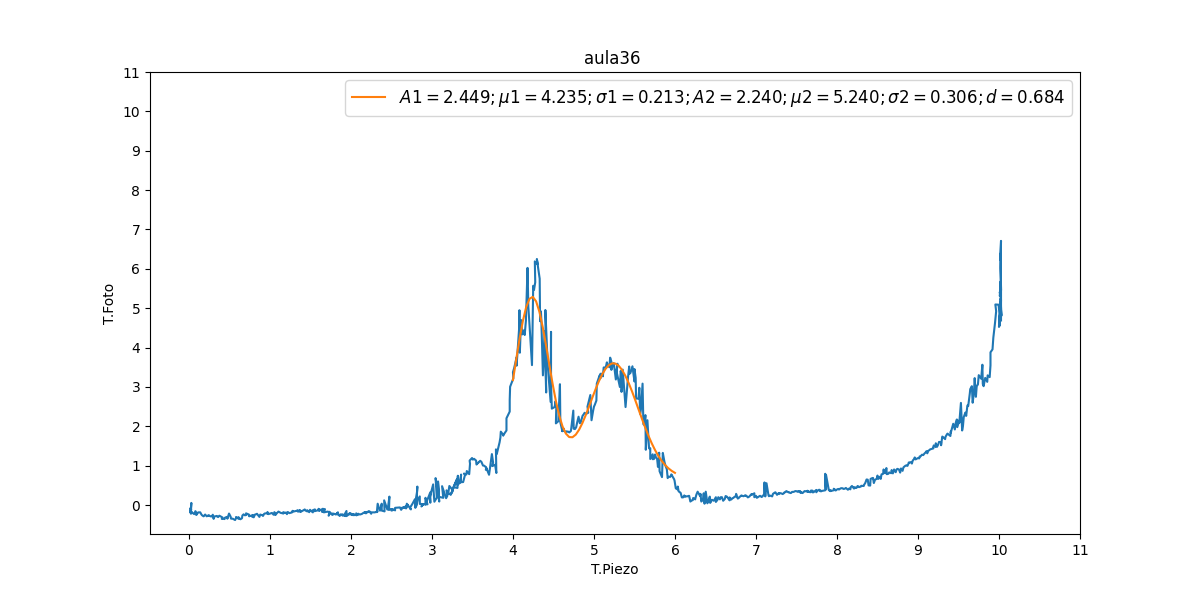 aula36
A1 = 2.449; μ1 = 4.235; σ1 = 0.213; A2 = 2.240; μ2 = 5.240; σ2 = 0.306; d = 0.684
11
10
9
8
7
6
5
4
3
2
1
0
T.Foto
0 1 2 3 4 5 6 7 8 9 10 11
T.Piezo